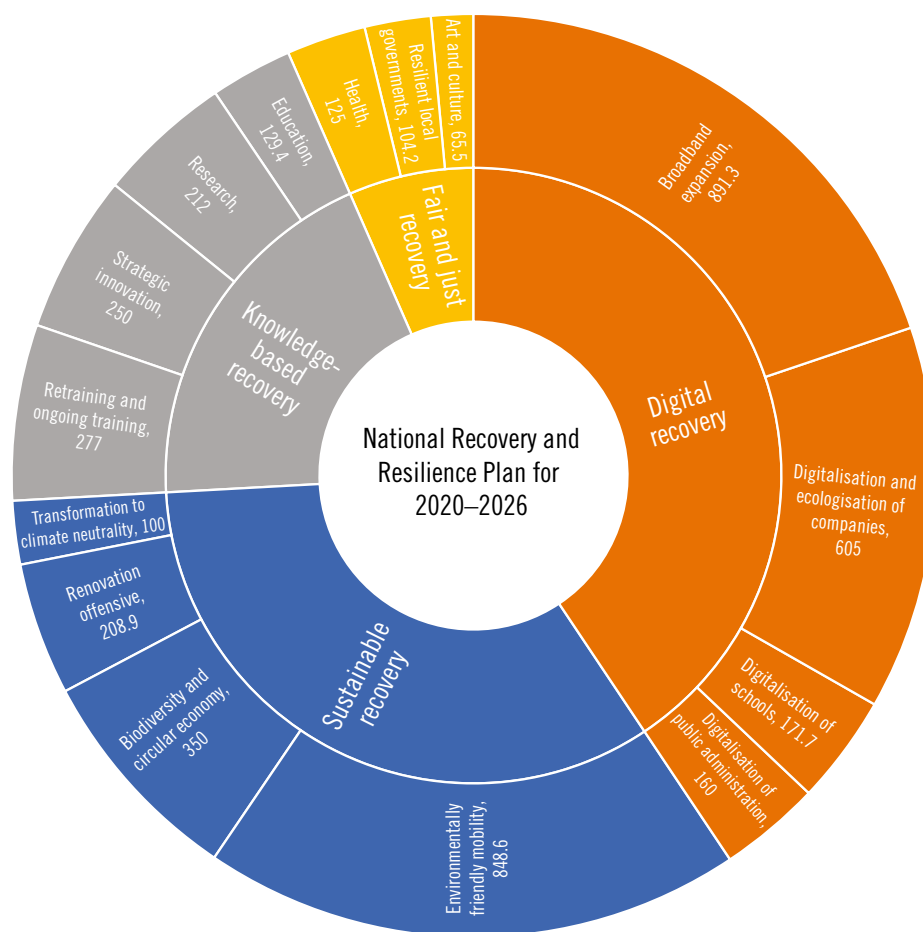 National Recovery and
Resilience Plan for
2020–2026
Digital
recovery
Broadband
expansion,
891.3
Digitalisation and
ecologisation of
companies,
605
Digitalisation of
schools, 171.7
Digitalisation of
public administration,
160
Sustainable
recovery
Environmentally
friendly mobility,
848.6
Biodiversity and
circular economy,
350
Renovation
offensive,
208.9
Transformation to
climate neutrality, 100
Knowledge-
based
recovery
Retraining and
ongoing training,
277
Strategic
innovation,
250
Research,
212
Education,
129.4
Fair and just
recovery
Health,
125
Resilient local
governments, 104.2
Art and culture, 65.5